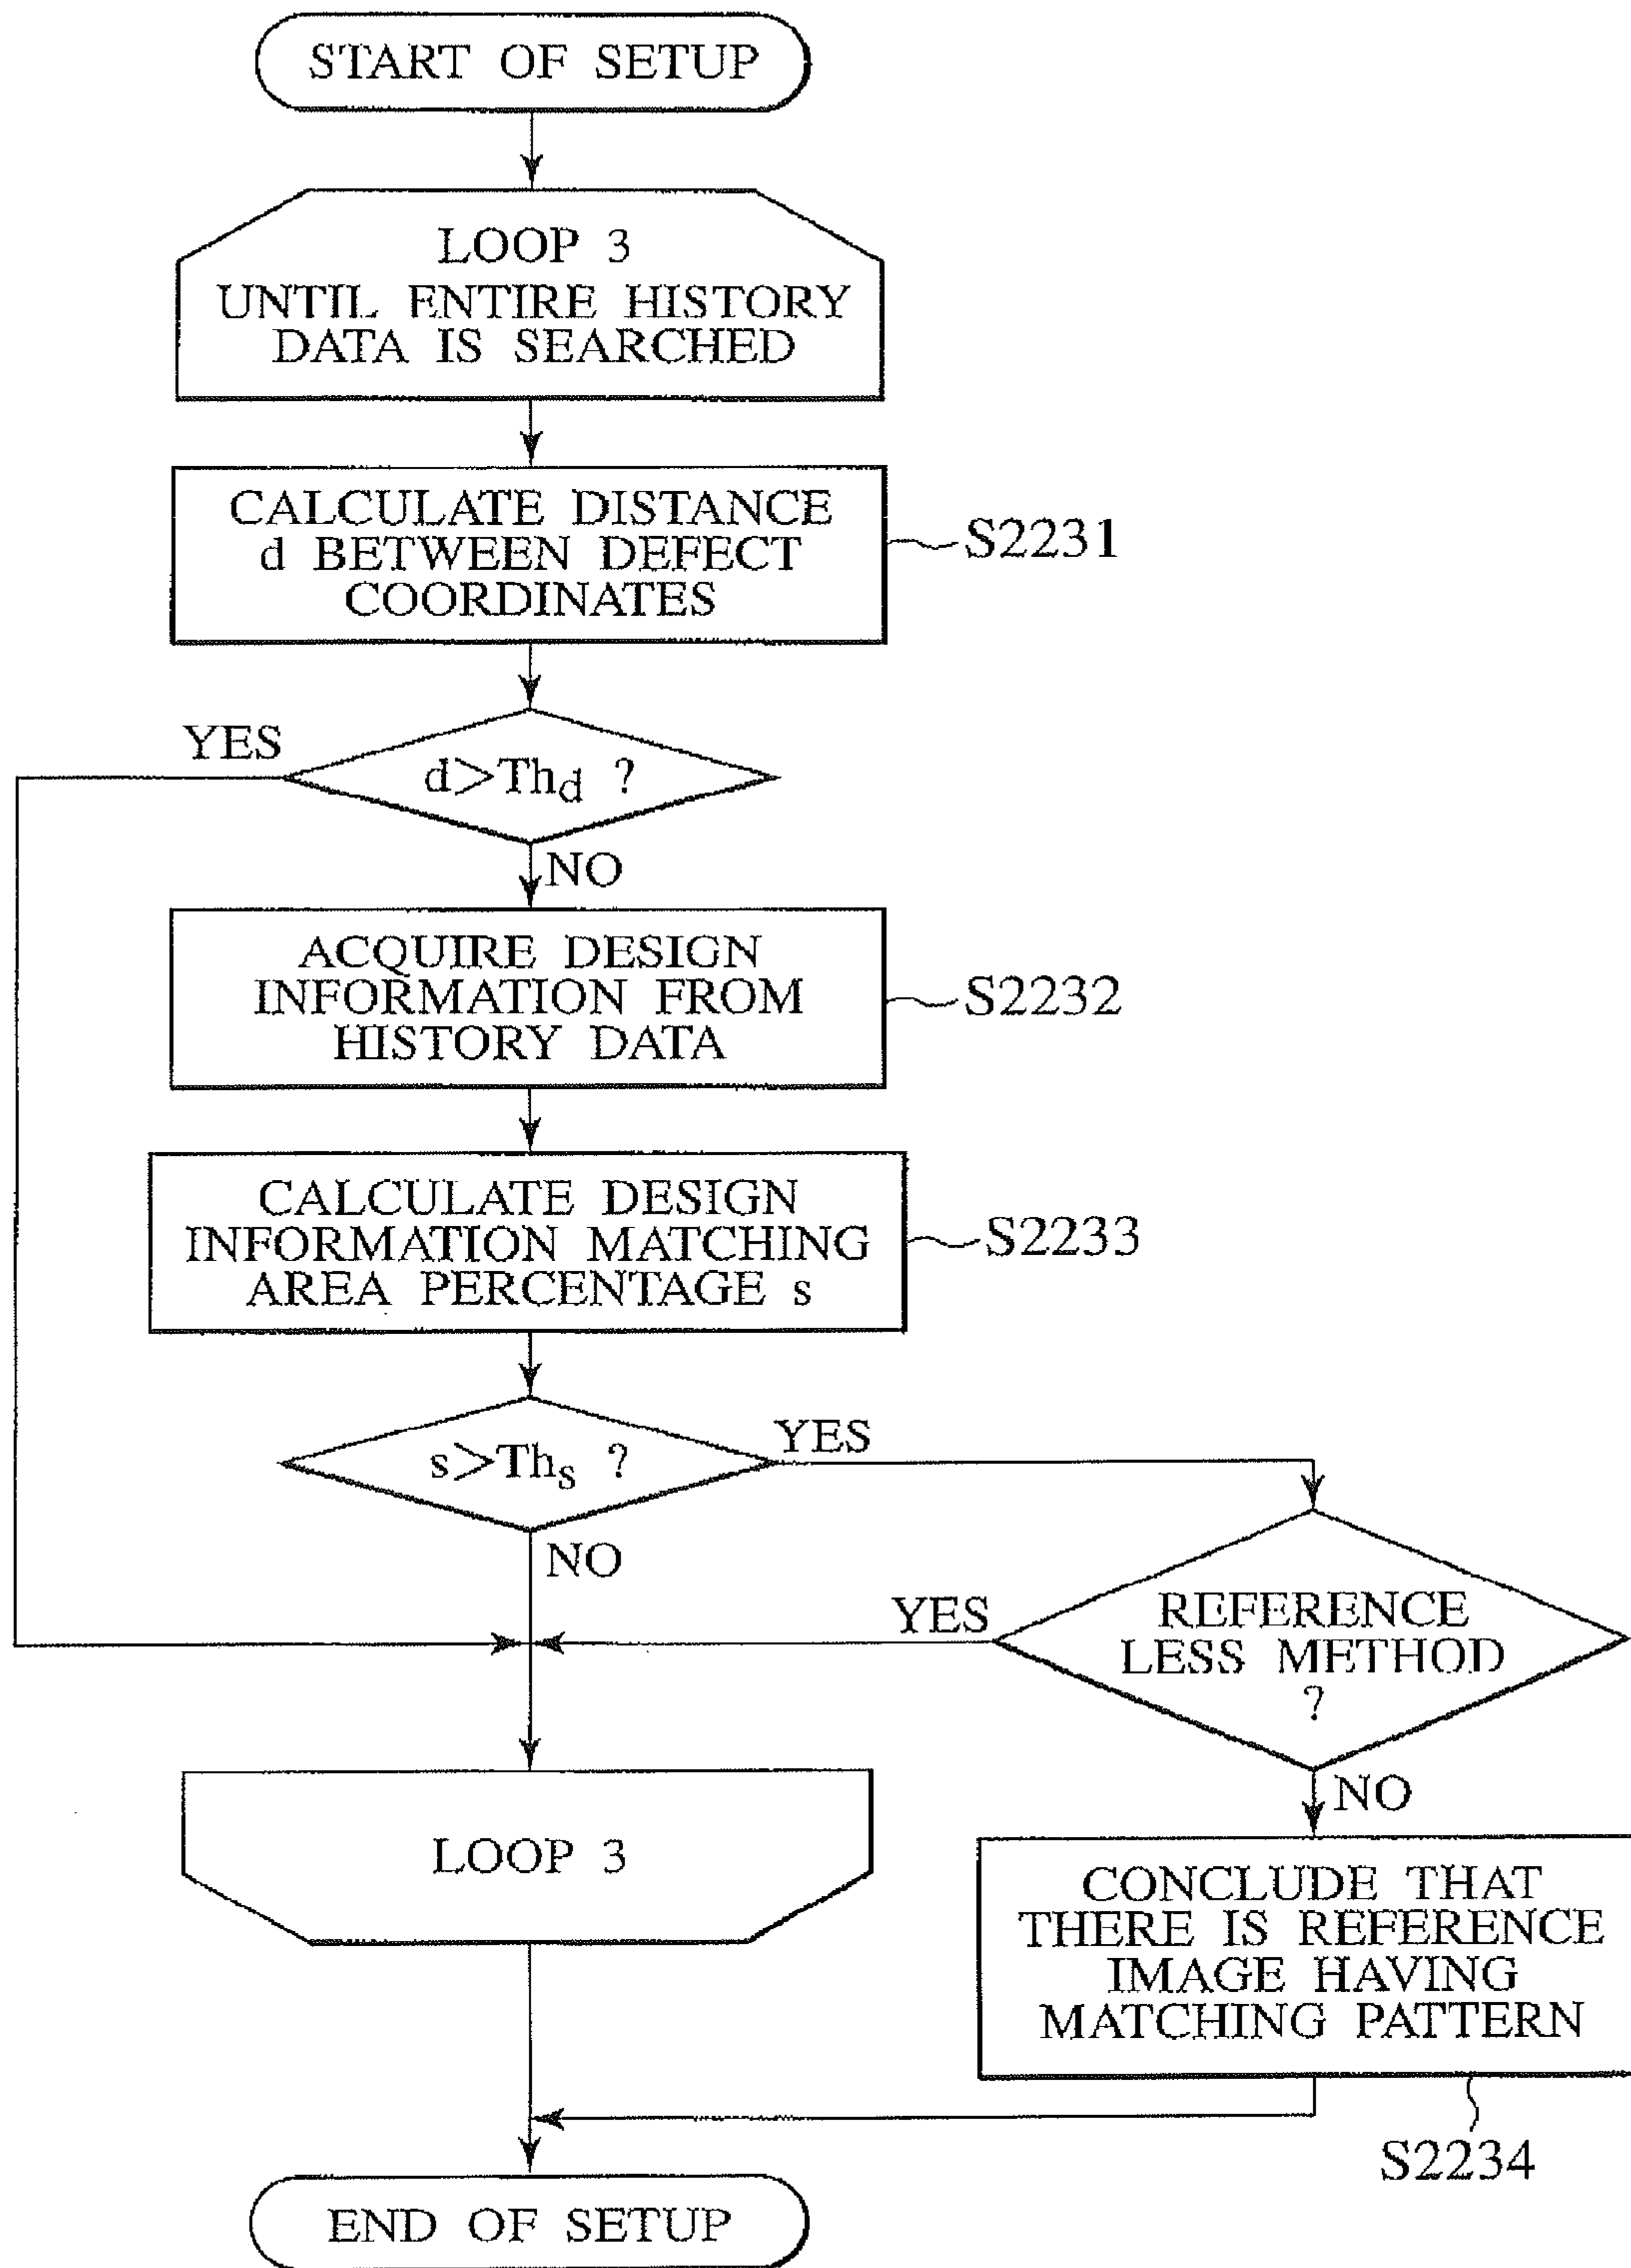 START OF SETUP
LOOP 3
UNTIL ENTIRE HISTORY
DATA IS SEARCHED
CALCULATE DISTANCE
d BETWEEN DEFECT
COORDINATES
S2231
YES
d>Thd ?
NO
ACQUIRE DESIGN
INFORMATION FROM
HISTORY DATA
S2232
CALCULATE DESIGN
INFORMATION MATCHING
AREA PERCENTAGE s
S2233
s>Ths ?
YES
NO
YES
REFERENCE
LESS METHOD
?
NO
LOOP 3
CONCLUDE THAT
THERE IS REFERENCE
IMAGE HAVING
MATCHING PATTERN
S2234
END OF SETUP